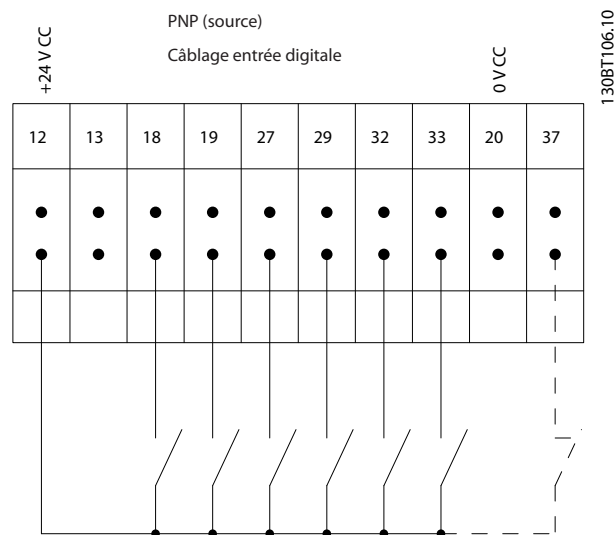 PNP (source)
Câblage entrée digitale
+24 V CC
0 V CC
130BT106.10
12 13 18 19 27 29 32 33 20 37